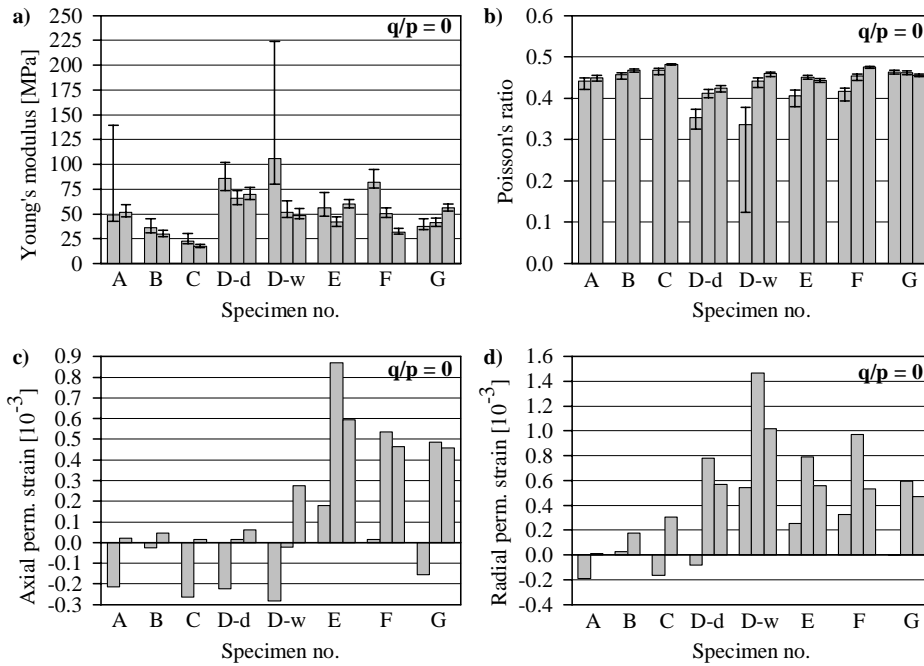 a)
q/p = 0
Young's modulus [MPa]
250
225
200
175
150
125
100
75
50
25
0
A B C D-d D-w E F G
Specimen no.
b)
q/p = 0
Poisson's ratio
0.6
0.5
0.4
0.3
0.2
0.1
0.0
A B C D-d D-w E F G
Specimen no.
c)
q/p = 0
Axial perm. strain [10⁻³]
0.9
0.8
0.7
0.6
0.5
0.4
0.3
0.2
0.1
0.0
-0.1
-0.2
-0.3
A B C D-d D-w E F G
Specimen no.
d)
q/p = 0
Radial perm. strain [10⁻³]
1.6
1.4
1.2
1.0
0.8
0.6
0.4
0.2
0.0
-0.2
-0.4
A B C D-d D-w E F G
Specimen no.